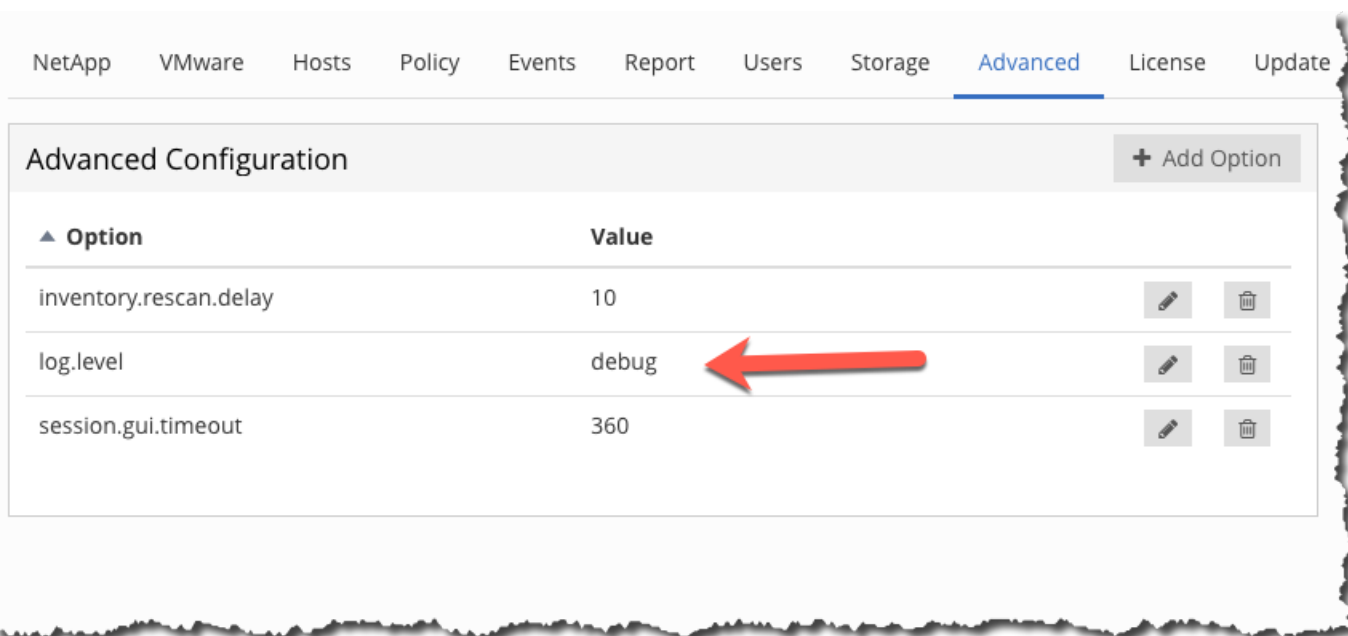 NetApp VMware Hosts Policy Events Report Users Storage Advanced License Update
Advanced Configuration + Add Option
Option Value
inventory.rescan.delay 10
log.level debug
session.gui.timeout 360